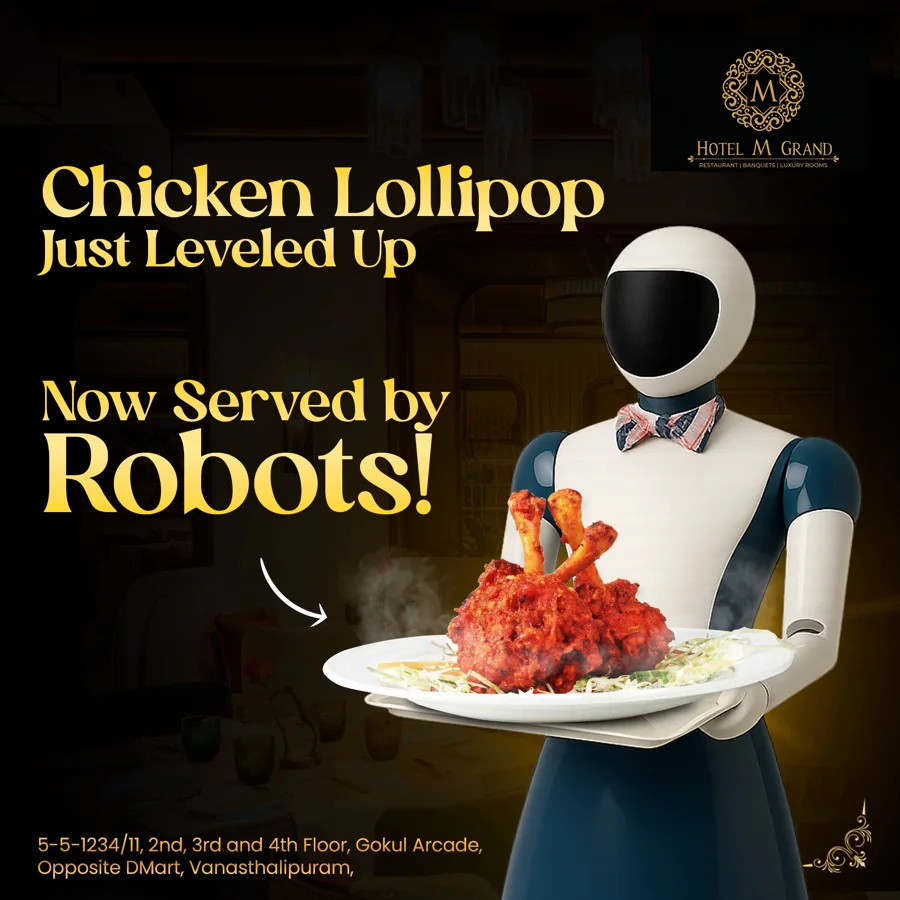 M
HOTEL M GRAND
RESTAURANT | BANQUETS | LUXURY ROOMS
Chicken Lollipop
Just Leveled Up
Now Served by
Robots!
5-5-1234/11, 2nd, 3rd and 4th Floor, Gokul Arcade,
Opposite DMart, Vanasthalipuram,